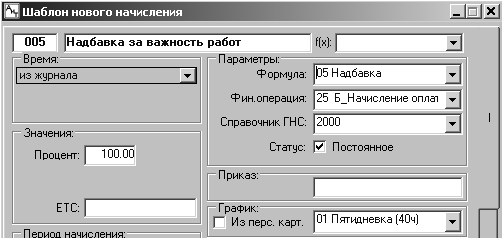 Шаблон нового начисления
005 Надбавка за важность работ f(x):
Время:
из журнала
Параметры:
Формула: 05 Надбавка
Фин.операция: 25 Б_Начисление оплат
Справочник ГНС: 2000
Статус: Постоянное
Значения:
Процент: 100.00
ЕТС:
Приказ:
График:
Из перс. карт. 01 Пятидневка (40ч)
Период начисления: